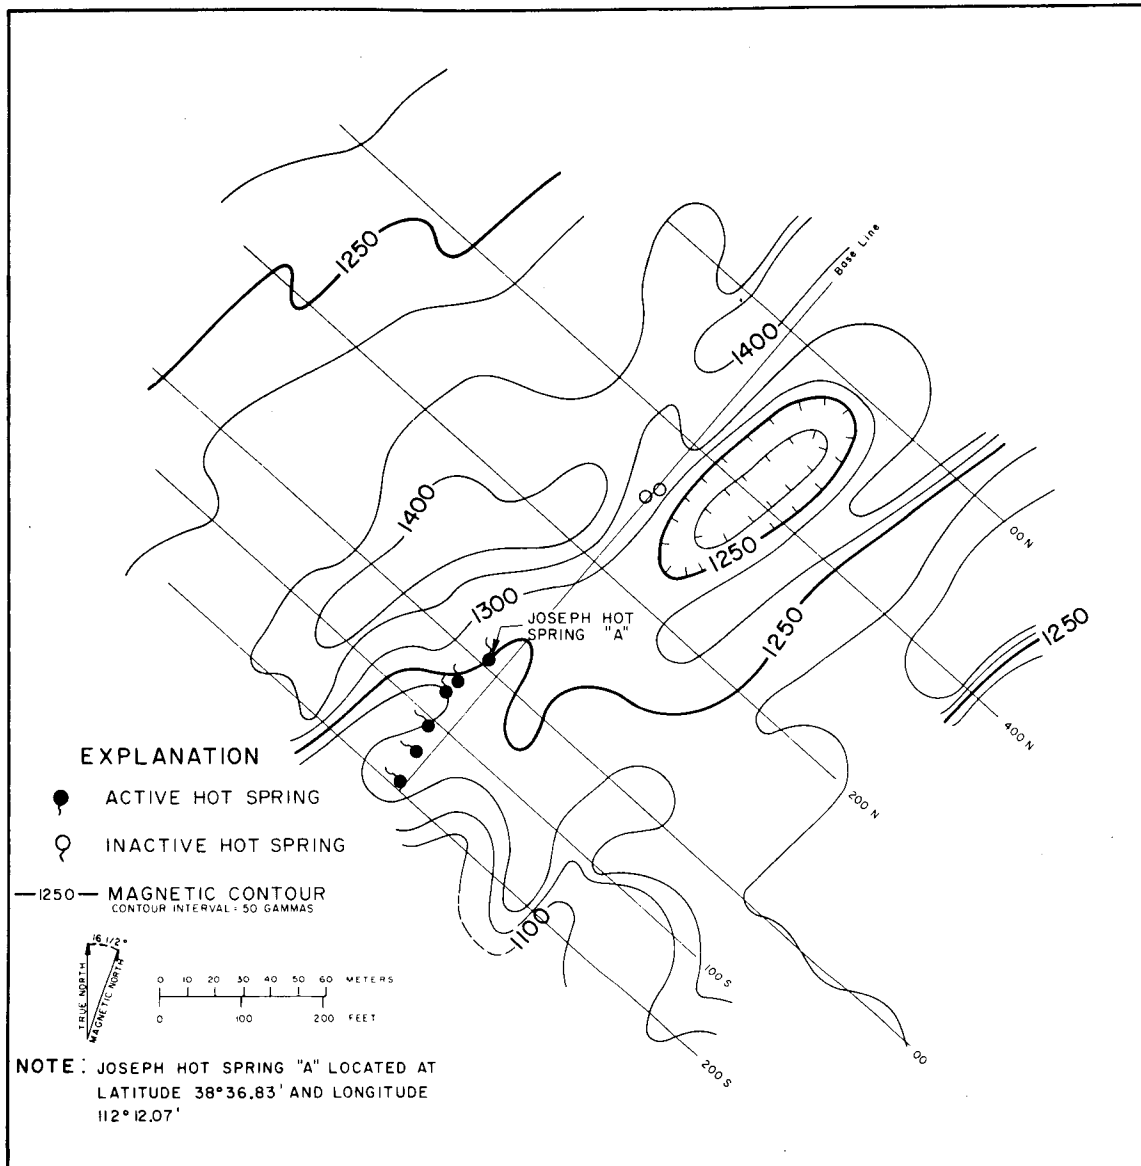 1250
Base Line
1400
1400
1250
1300
JOSEPH HOT
SPRING "A"
1250
00 N
1250
400 N
200 N
1100
100 S
00
200 S
EXPLANATION
ACTIVE HOT SPRING
INACTIVE HOT SPRING
—1250— MAGNETIC CONTOUR
CONTOUR INTERVAL = 50 GAMMAS
16 1/2°
TRUE NORTH
MAGNETIC NORTH
0 10 20 30 40 50 60 METERS
0 100 200 FEET
NOTE: JOSEPH HOT SPRING "A" LOCATED AT
LATITUDE 38°36.83' AND LONGITUDE
112°12.07'